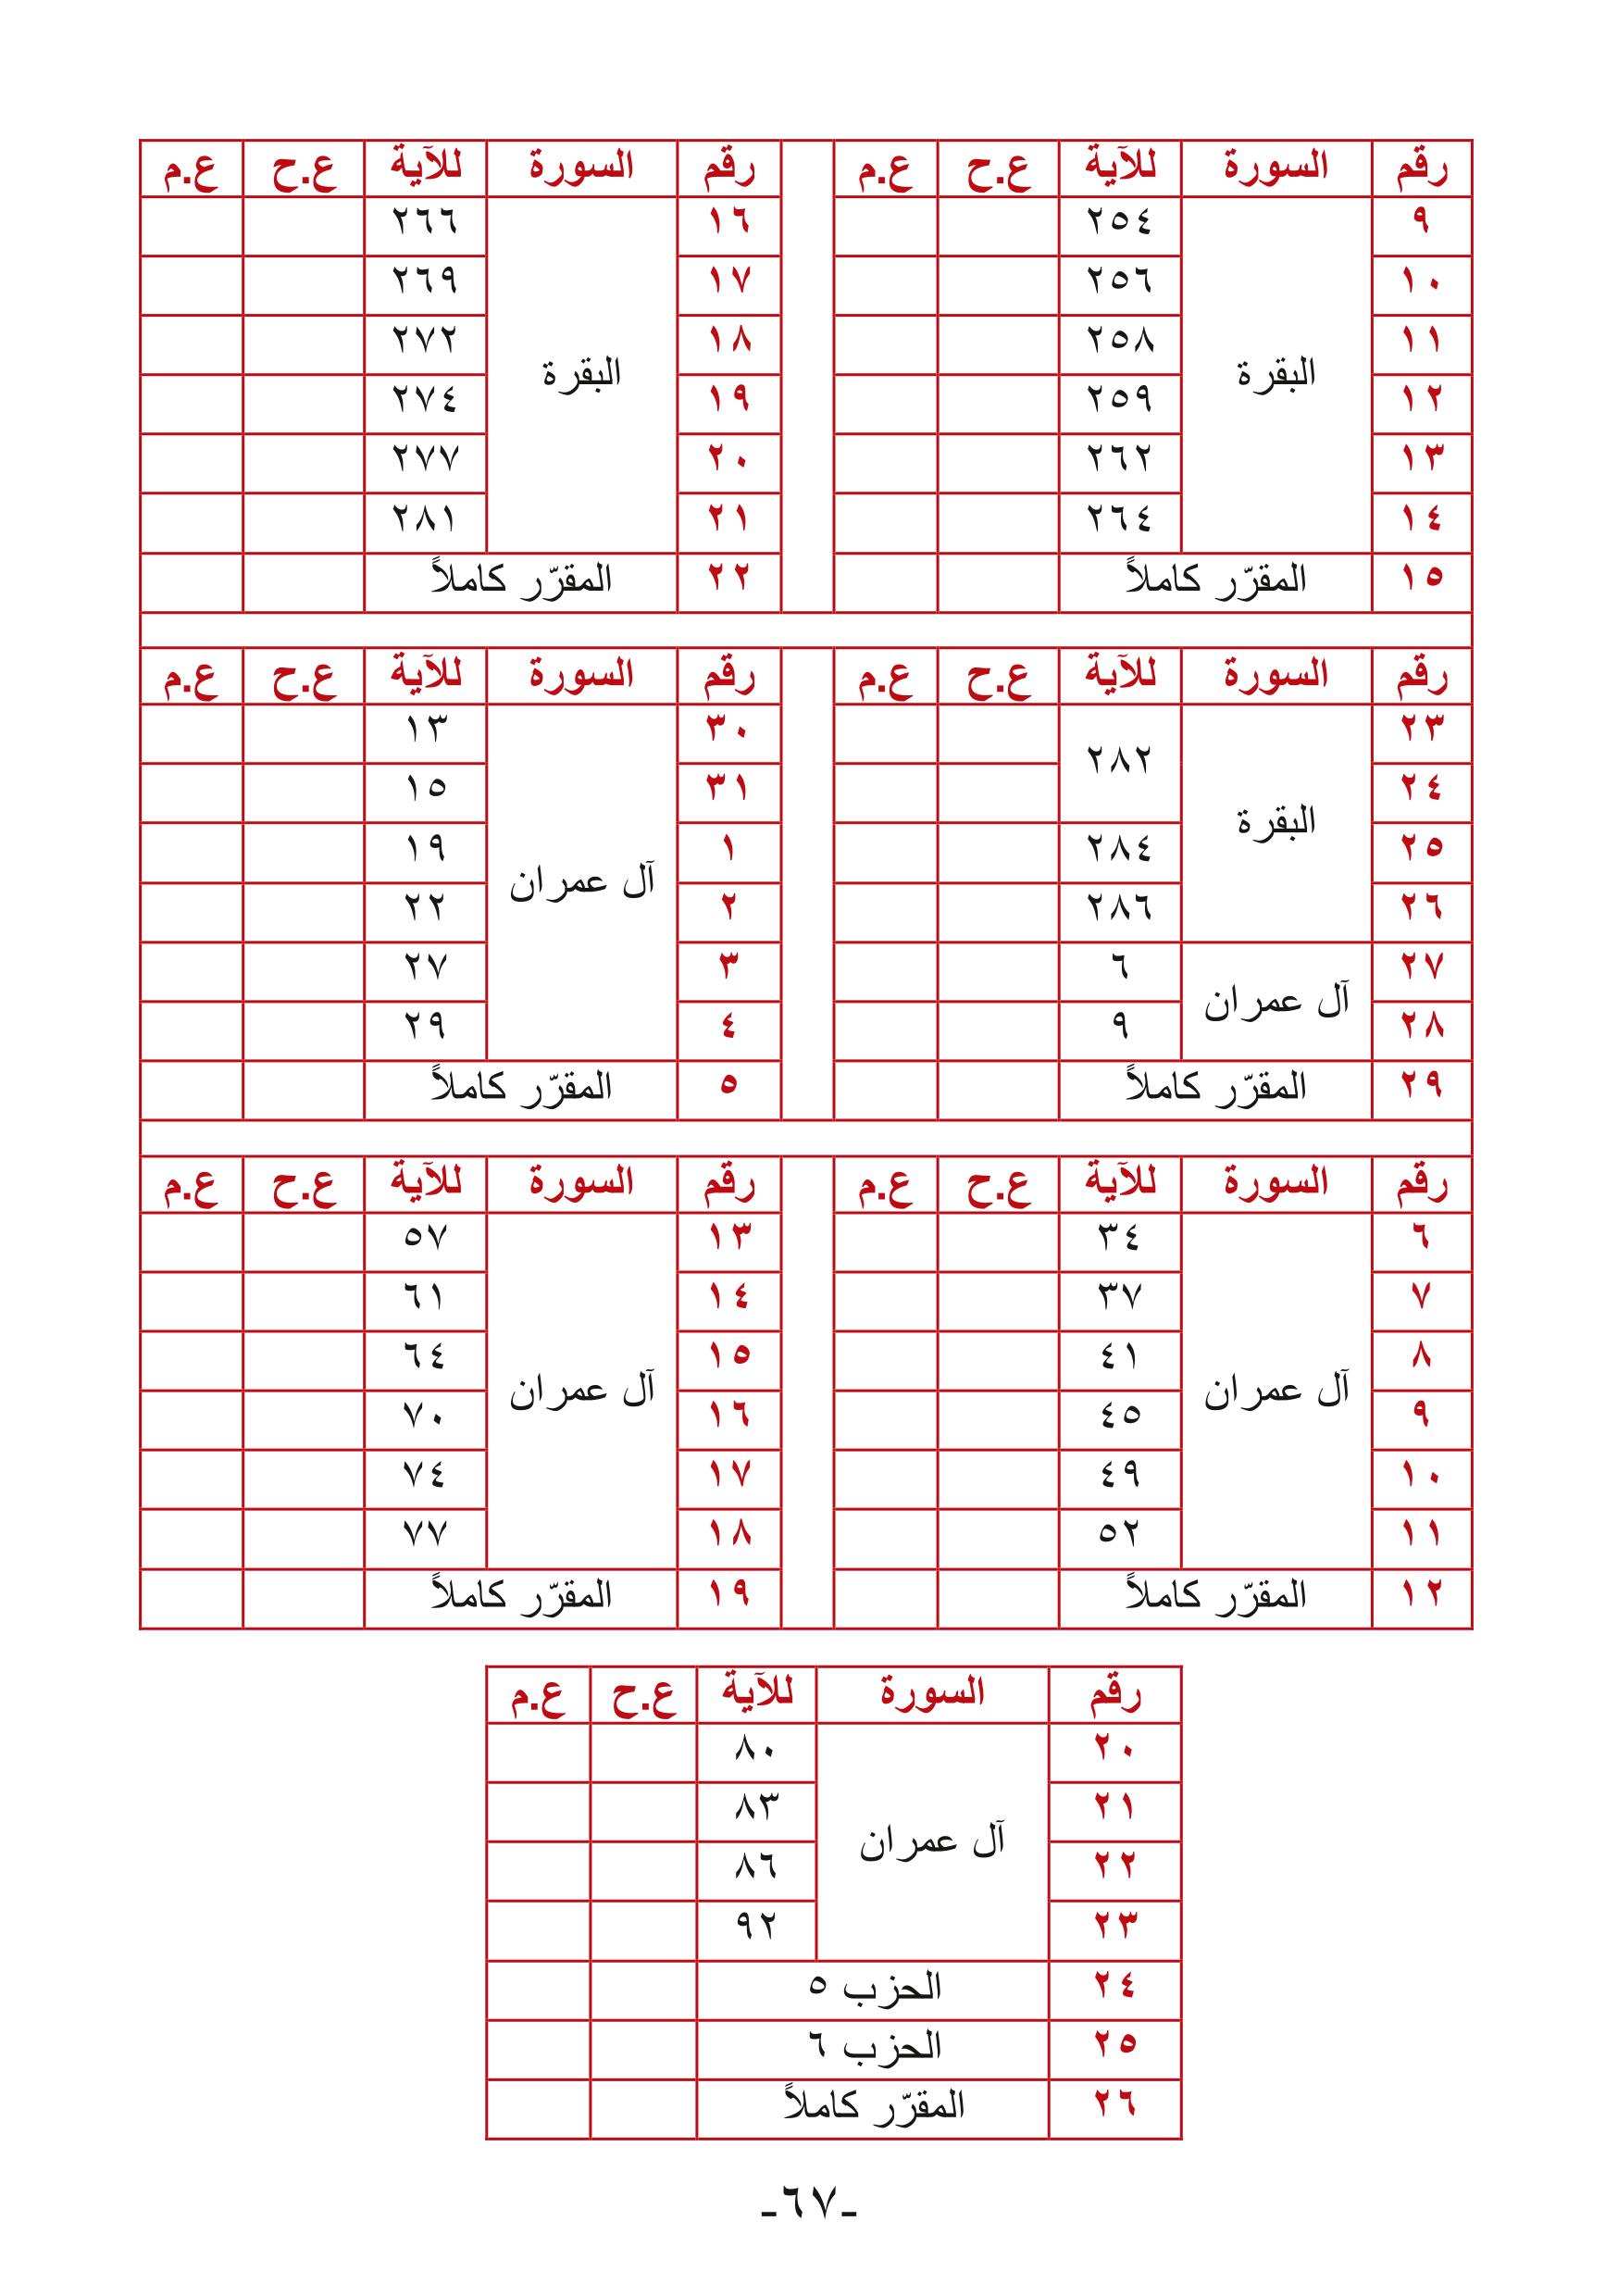 رقم السورة للآية ع.ح ع.م رقم السورة للآية ع.ح ع.م
٩ البقرة ٢٥٤ ١٦ البقرة ٢٦٦
١٠ ٢٥٦ ١٧ ٢٦٩
١١ ٢٥٨ ١٨ ٢٧٢
١٢ ٢٥٩ ١٩ ٢٧٤
١٣ ٢٦٢ ٢٠ ٢٧٧
١٤ ٢٦٤ ٢١ ٢٨١
١٥ المقرّر كاملاً ٢٢ المقرّر كاملاً
رقم السورة للآية ع.ح ع.م رقم السورة للآية ع.ح ع.م
٢٣ البقرة ٢٨٢ ٣٠ آل عمران ١٣
٢٤ ٣١ ١٥
٢٥ ٢٨٤ ١ ١٩
٢٦ ٢٨٦ ٢ ٢٢
٢٧ آل عمران ٦ ٣ ٢٧
٢٨ ٩ ٤ ٢٩
٢٩ المقرّر كاملاً ٥ المقرّر كاملاً
رقم السورة للآية ع.ح ع.م رقم السورة للآية ع.ح ع.م
٦ آل عمران ٣٤ ١٣ آل عمران ٥٧
٧ ٣٧ ١٤ ٦١
٨ ٤١ ١٥ ٦٤
٩ ٤٥ ١٦ ٧٠
١٠ ٤٩ ١٧ ٧٤
١١ ٥٢ ١٨ ٧٧
١٢ المقرّر كاملاً ١٩ المقرّر كاملاً
رقم السورة للآية ع.ح ع.م
٢٠ آل عمران ٨٠
٢١ ٨٣
٢٢ ٨٦
٢٣ ٩٢
٢٤ الحزب ٥
٢٥ الحزب ٦
٢٦ المقرّر كاملاً
-٦٧-